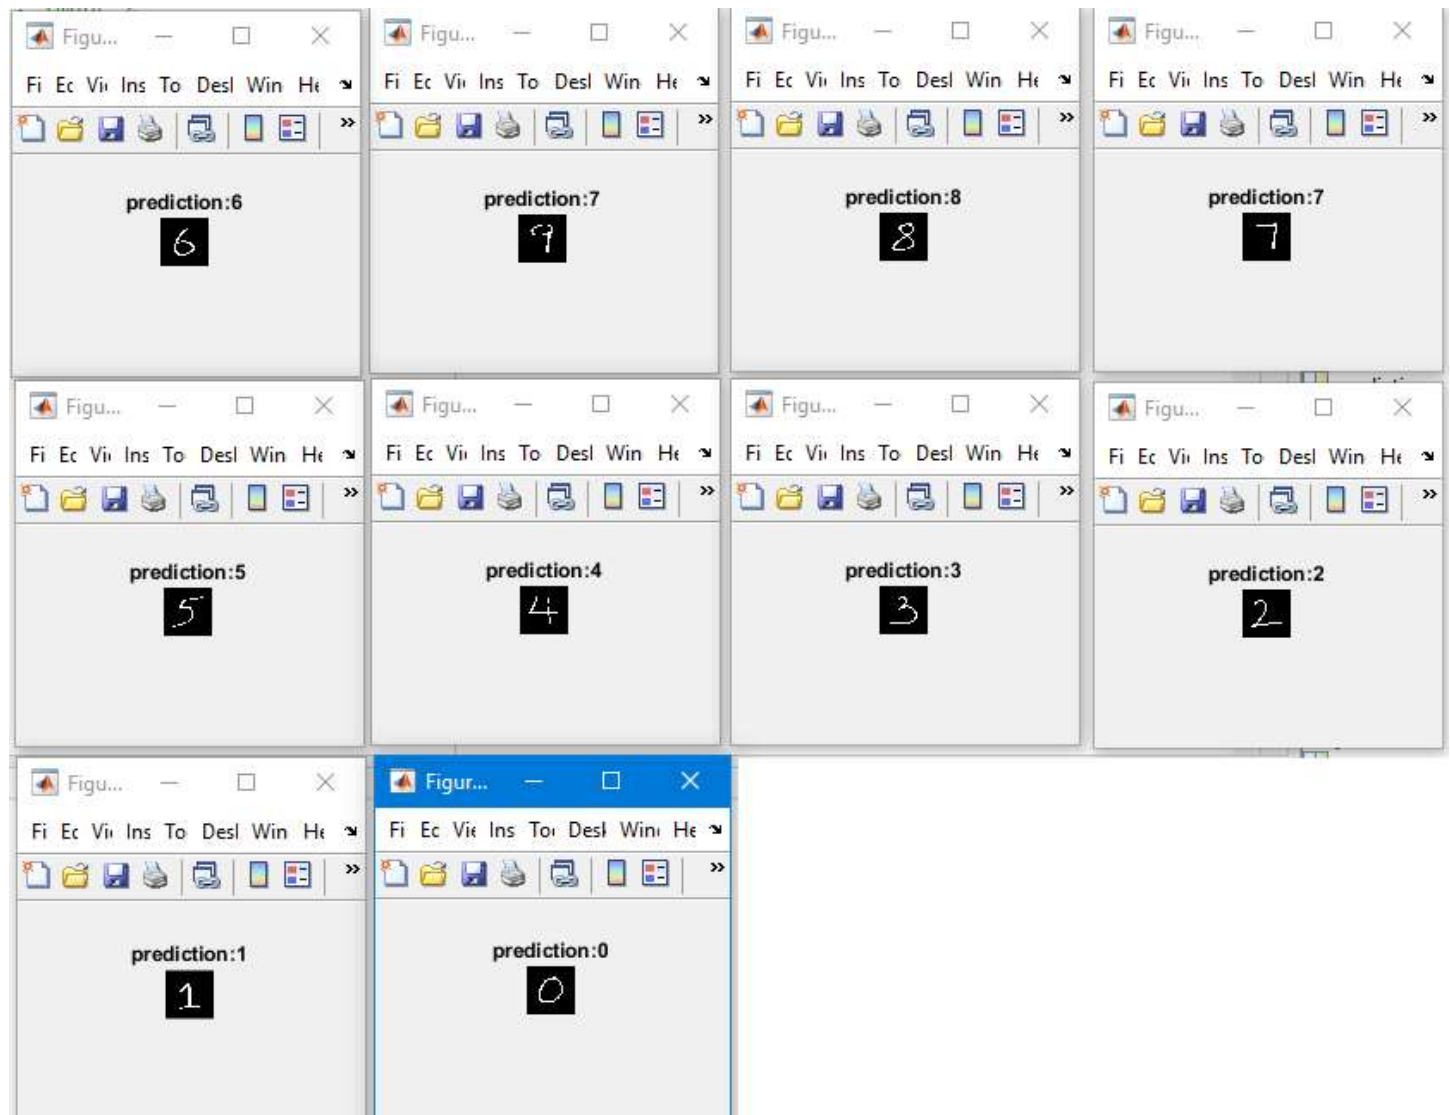 Figu...
Fi Ec Vi Ins To Desl Win He
prediction:6
6
Figu...
Fi Ec Vi Ins To Desl Win He
prediction:7
9
Figu...
Fi Ec Vi Ins To Desl Win He
prediction:8
8
Figu...
Fi Ec Vi Ins To Desl Win He
prediction:7
7
Figu...
Fi Ec Vi Ins To Desl Win He
prediction:5
5
Figu...
Fi Ec Vi Ins To Desl Win He
prediction:4
4
Figu...
Fi Ec Vi Ins To Desl Win He
prediction:3
3
Figu...
Fi Ec Vi Ins To Desl Win He
prediction:2
2
Figu...
Fi Ec Vi Ins To Desl Win He
prediction:1
1
Figur...
Fi Ec Vie Ins Too Desk Win He
prediction:0
0